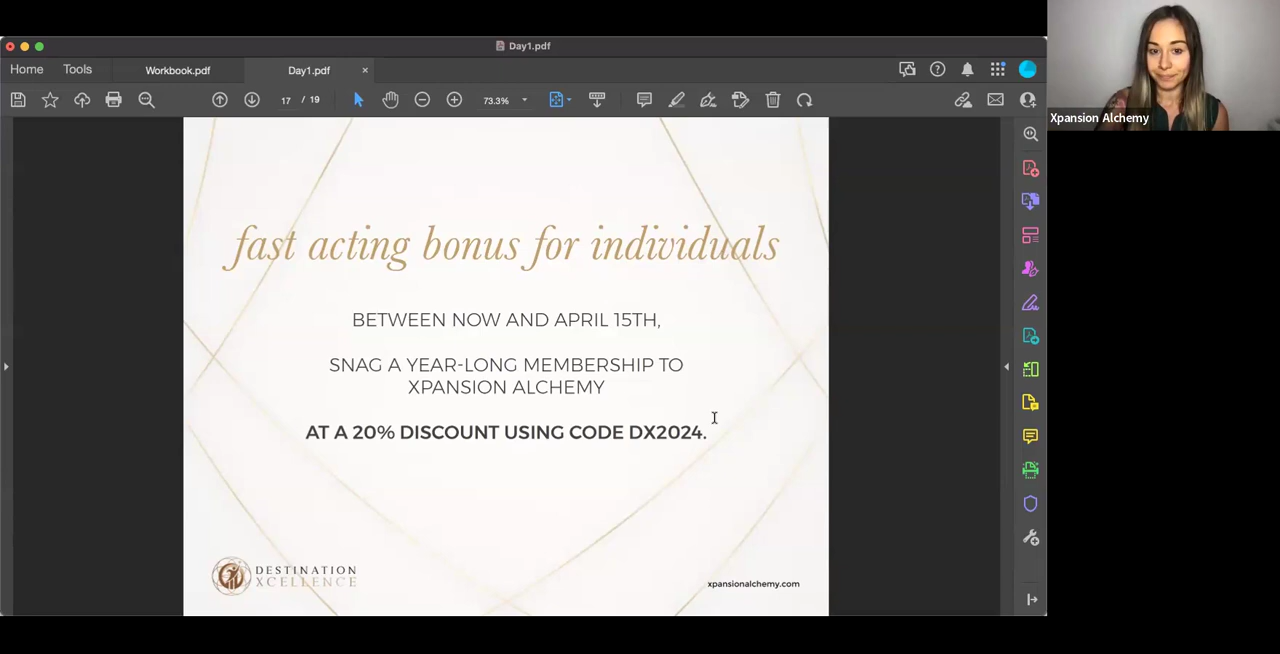 Day1.pdf
Home Tools Workbook.pdf Day1.pdf ×
17 / 19 73.3%
Xpansion Alchemy
fast acting bonus for individuals
BETWEEN NOW AND APRIL 15TH,
SNAG A YEAR-LONG MEMBERSHIP TO
XPANSION ALCHEMY
AT A 20% DISCOUNT USING CODE DX2024.
DESTINATION
XCELLENCE
xpansionalchemy.com